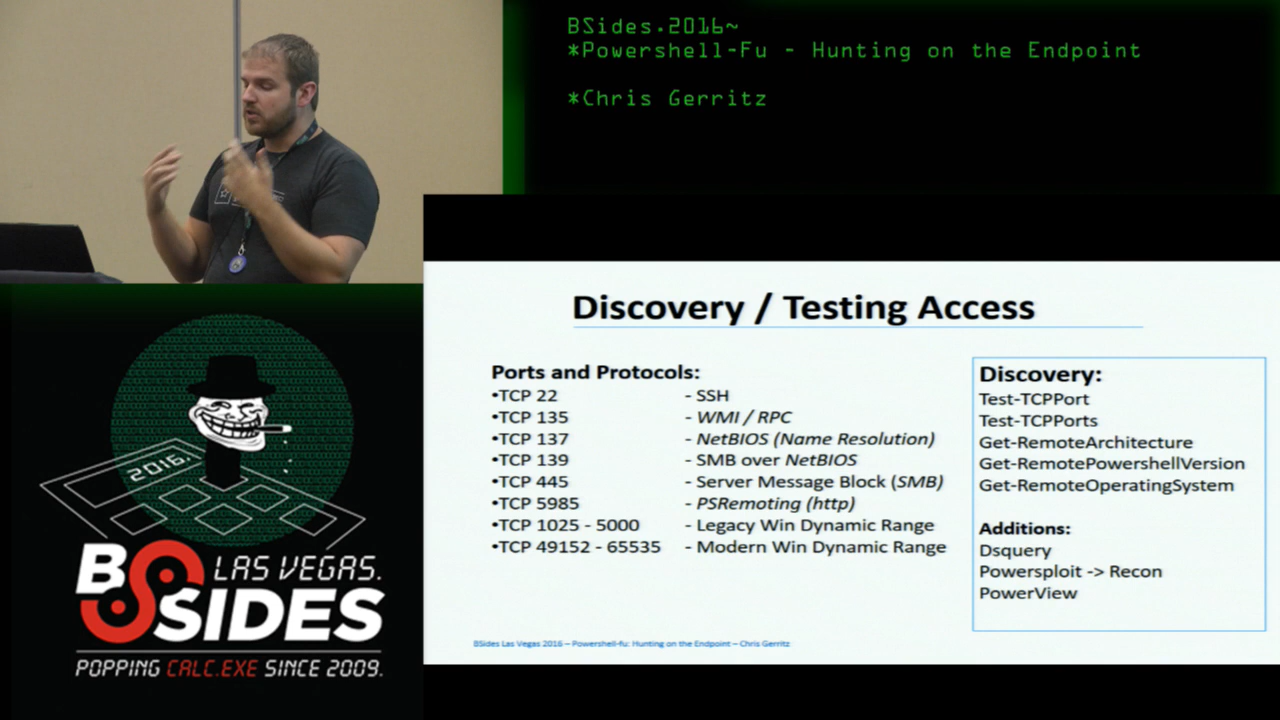 BSides.2016~
*Powershell-Fu - Hunting on the Endpoint
*Chris Gerritz
Discovery / Testing Access
Ports and Protocols:
•TCP 22 - SSH
•TCP 135 - WMI / RPC
•TCP 137 - NetBIOS (Name Resolution)
•TCP 139 - SMB over NetBIOS
•TCP 445 - Server Message Block (SMB)
•TCP 5985 - PSRemoting (http)
•TCP 1025 - 5000 - Legacy Win Dynamic Range
•TCP 49152 - 65535 - Modern Win Dynamic Range
Discovery:
Test-TCPPort
Test-TCPPorts
Get-RemoteArchitecture
Get-RemotePowershellVersion
Get-RemoteOperatingSystem
Additions:
Dsquery
Powersploit -> Recon
PowerView
BSides Las Vegas 2016 – Powershell-fu: Hunting on the Endpoint – Chris Gerritz
2016.
BSIDES
LAS VEGAS.
POPPING CALC.EXE SINCE 2009.